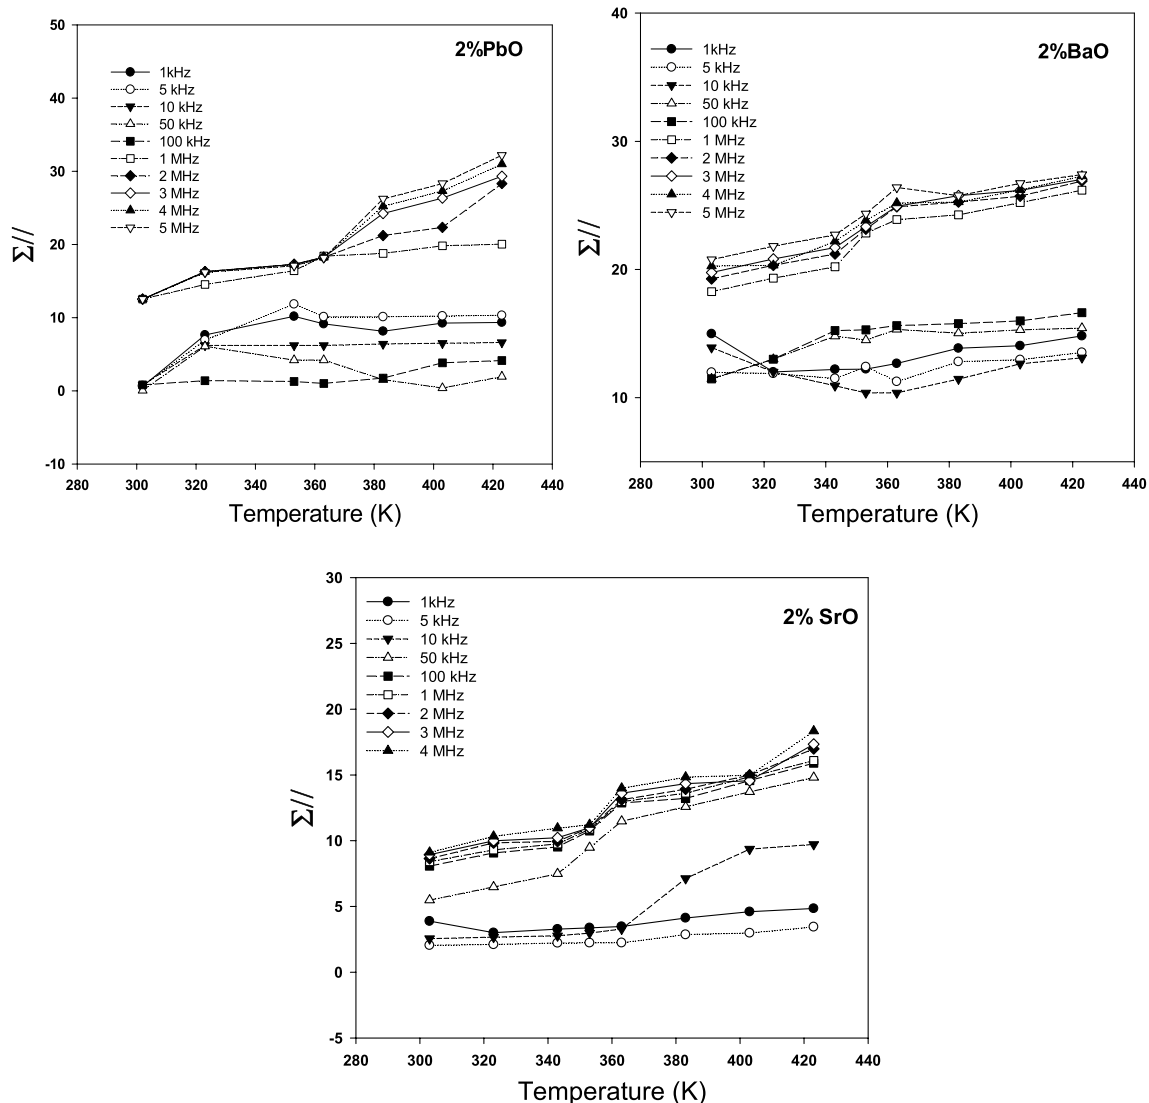 50
40
30
20
10
0
-10
Σ//
2%PbO
1kHz
5 kHz
10 kHz
50 kHz
100 kHz
1 MHz
2 MHz
3 MHz
4 MHz
5 MHz
280 300 320 340 360 380 400 420 440
Temperature (K)
40
30
20
10
Σ//
2%BaO
1kHz
5 kHz
10 kHz
50 kHz
100 kHz
1 MHz
2 MHz
3 MHz
4 MHz
5 MHz
280 300 320 340 360 380 400 420 440
Temperature (K)
30
25
20
15
10
5
0
-5
Σ//
2% SrO
1kHz
5 kHz
10 kHz
50 kHz
100 kHz
1 MHz
2 MHz
3 MHz
4 MHz
280 300 320 340 360 380 400 420 440
Temperature (K)